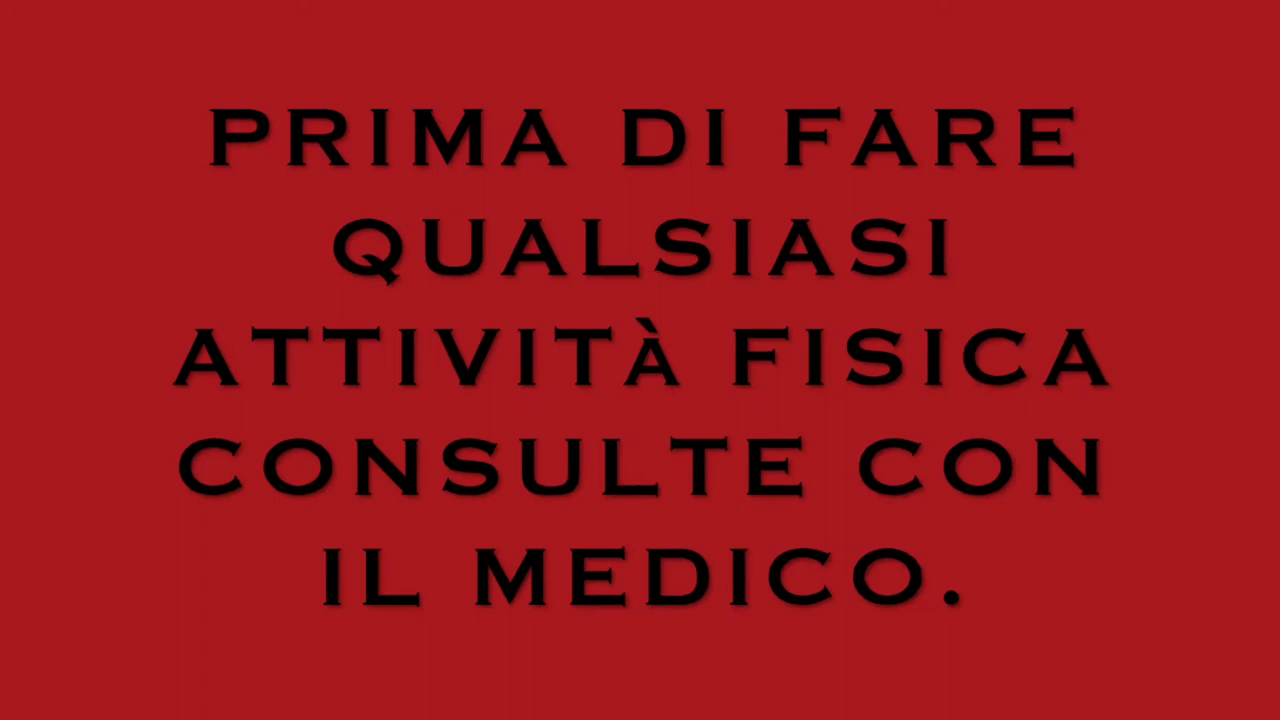 PRIMA DI FARE
QUALSIASI
ATTIVITÀ FISICA
CONSULTE CON
IL MEDICO.